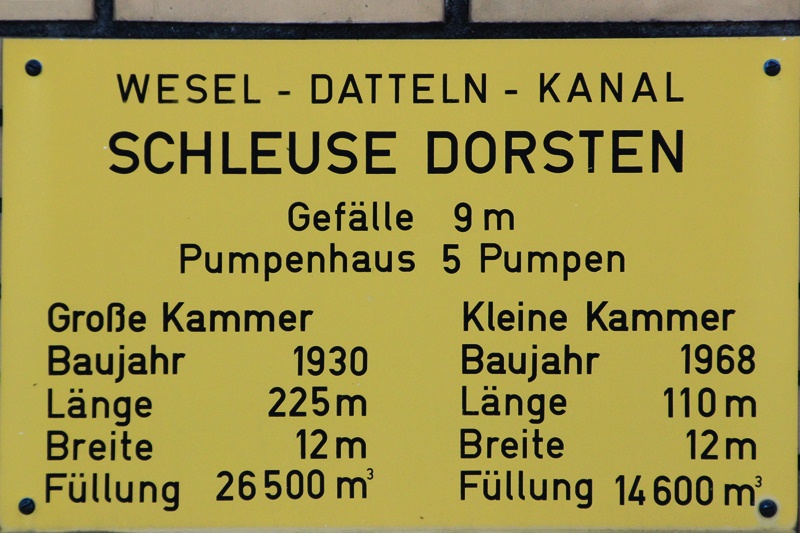 WESEL - DATTELN - KANAL
SCHLEUSE DORSTEN
Gefälle 9 m
Pumpenhaus 5 Pumpen
Große Kammer
Baujahr 1930
Länge 225 m
Breite 12 m
Füllung 26 500 m³
Kleine Kammer
Baujahr 1968
Länge 110 m
Breite 12 m
Füllung 14 600 m³